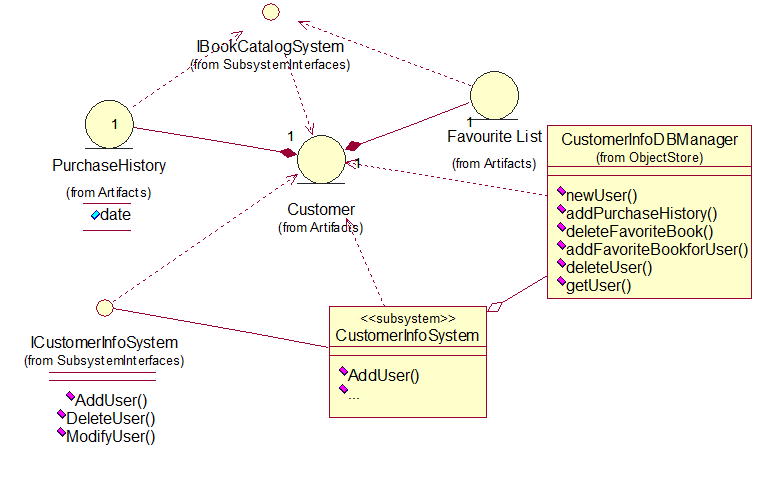 IBookCatalogSystem
(from SubsystemInterfaces)
1
PurchaseHistory
(from Artifacts)
date
1
1
Favourite List
(from Artifacts)
1
Customer
(from Artifacts)
CustomerInfoDBManager
(from ObjectStore)
newUser()
addPurchaseHistory()
deleteFavoriteBook()
addFavoriteBookforUser()
deleteUser()
getUser()
ICustomerInfoSystem
(from SubsystemInterfaces)
AddUser()
DeleteUser()
ModifyUser()
<<subsystem>>
CustomerInfoSystem
AddUser()
...